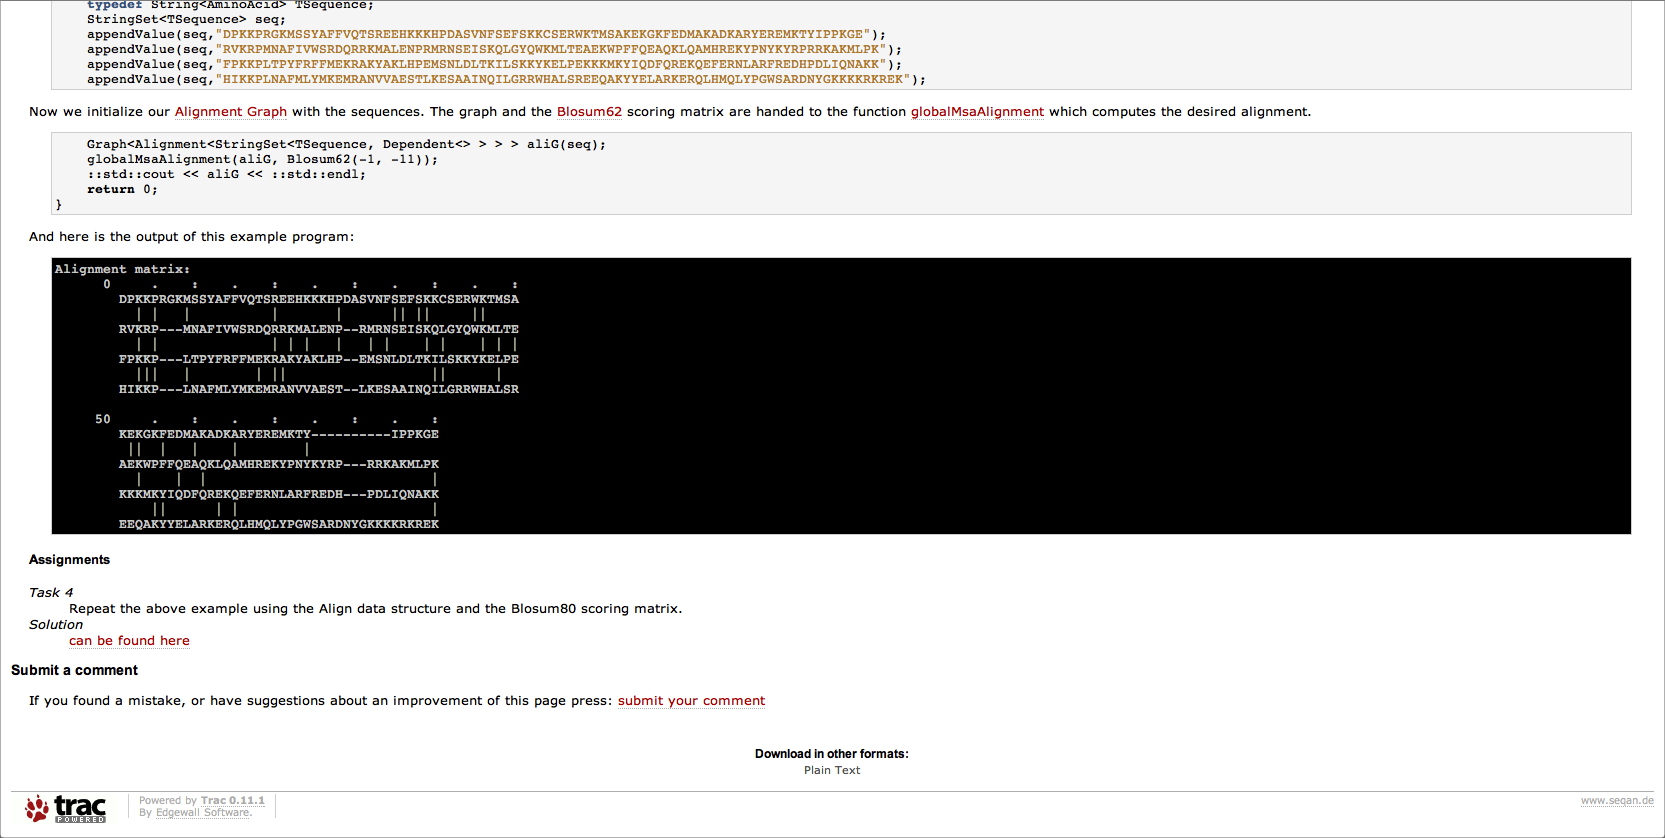 typedef String<AminoAcid> TSequence;
StringSet<TSequence> seq;
appendValue(seq,"DPKKPRGKMSSYAFFVQTSREEHKKKHPDASVNFSEFSKKCSERWKTMSAKEKGKFEDMAKADKARYEREMKTYIPPKGE");
appendValue(seq,"RVKRPMNAFIVWSRDQRRKMALENPRMRNSEISKQLGYQWKMLTEAEKWPFFQEAQKLQAMHREKYPNYKYRPRRKAKMLPK");
appendValue(seq,"FPKKPLTPYFRFFMEKRAKYAKLHPEMSNLDLTKILSKKYKELPEKKKMKYIQDFQREKQEFERNLARFREDHPDLIQNAKK");
appendValue(seq,"HIKKPLNAFMLYMKEMRANVVAESTLKESAAINQILGRRWHALSREEQAKYYELARKERQLHMQLYPGWSARDNYGKKKKRKREK");
Now we initialize our Alignment Graph with the sequences. The graph and the Blosum62 scoring matrix are handed to the function globalMsaAlignment which computes the desired alignment.
Graph<Alignment<StringSet<TSequence, Dependent<> > > > aliG(seq);
globalMsaAlignment(aliG, Blosum62(-1, -11));
::std::cout << aliG << ::std::endl;
return 0;
}
And here is the output of this example program:
Alignment matrix:
0     .    :    .    :    .    :    .    :    .    :
DPKKPRGKMSSYAFFVQTSREEHKKKHPDASVNFSEFSKKCSERWKTMSA
  | |   |          |       |      || ||     ||
RVKRP---MNAFIVWSRDQRRKMALENP--RMRNSEISKQLGYQWKMLTE
  | |              | | |   |   | |    | |    | | |
FPKKP---LTPYFRFFMEKRAKYAKLHP--EMSNLDLTKILSKKYKELPE
  |||   |        | ||                  ||      |
HIKKP---LNAFMLYMKEMRANVVAEST--LKESAAINQILGRRWHALSR
50     .    :    .    :    .    :    .    :
KEKGKFEDMAKADKARYEREMKTY----------IPPKGE
 ||  |   |    |        |
AEKWPFFQEAQKLQAMHREKYPNYKYRP---RRKAKMLPK
  |    |  |                            |
KKKMKYIQDFQREKQEFERNLARFREDH---PDLIQNAKK
    ||      | |                        |
EEQAKYYELARKERQLHMQLYPGWSARDNYGKKKKRKREK
Assignments
Task 4
Repeat the above example using the Align data structure and the Blosum80 scoring matrix.
Solution
can be found here
Submit a comment
If you found a mistake, or have suggestions about an improvement of this page press: submit your comment
Download in other formats:
Plain Text
trac
POWERED
Powered by Trac 0.11.1
By Edgewall Software.
www.seqan.de